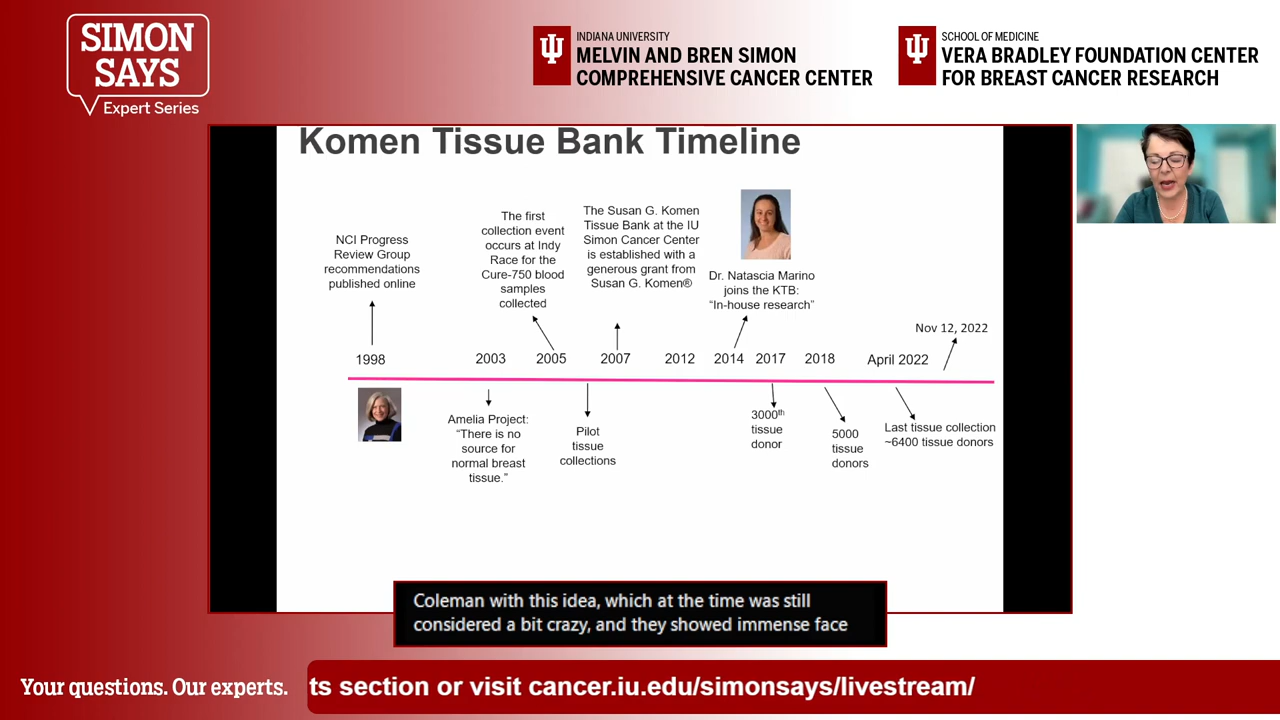 SIMON
SAYS
Expert Series
INDIANA UNIVERSITY
MELVIN AND BREN SIMON
COMPREHENSIVE CANCER CENTER
SCHOOL OF MEDICINE
VERA BRADLEY FOUNDATION CENTER
FOR BREAST CANCER RESEARCH
Komen Tissue Bank Timeline
NCI Progress
Review Group
recommendations
published online
The first
collection event
occurs at Indy
Race for the
Cure-750 blood
samples
collected
The Susan G. Komen
Tissue Bank at the IU
Simon Cancer Center
is established with a
generous grant from
Susan G. Komen®
Dr. Natascia Marino
joins the KTB:
“In-house research”
Nov 12, 2022
1998
2003
2005
2007
2012
2014
2017
2018
April 2022
Amelia Project:
“There is no
source for
normal breast
tissue.”
Pilot
tissue
collections
3000th
tissue
donor
5000
tissue
donors
Last tissue collection
~6400 tissue donors
Coleman with this idea, which at the time was still
considered a bit crazy, and they showed immense face
Your questions. Our experts.
ts section or visit cancer.iu.edu/simonsays/livestream/